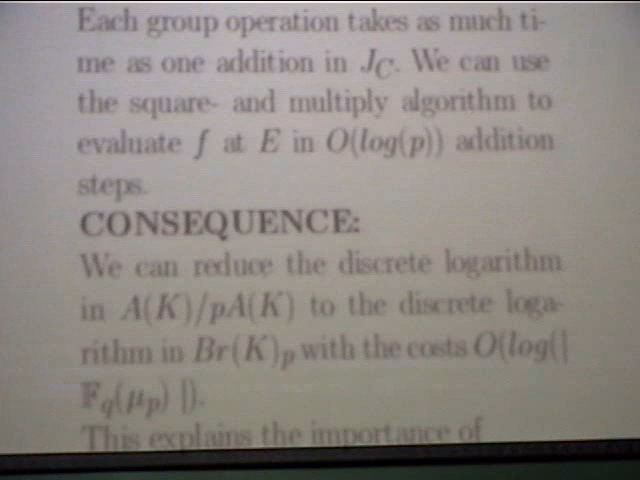 Each group operation takes as much ti-
me as one addition in J_C. We can use
the square- and multiply algorithm to
evaluate f at E in O(log(p)) addition
steps.
CONSEQUENCE:
We can reduce the discrete logarithm
in A(K)/pA(K) to the discrete loga-
rithm in Br(K)_p with the costs O(log(|
𝔽_q(μ_p) |).
This explains the importance of